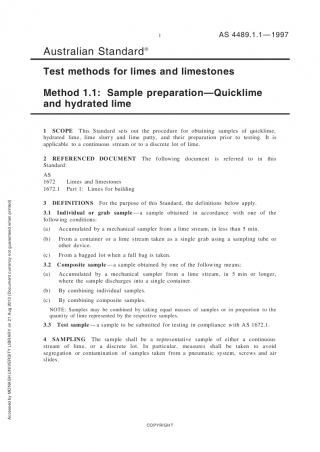 1
AS 4489.1.1—1997
Australian Standard®
Test methods for limes and limestones
Method 1.1: Sample preparation—Quicklime
and hydrated lime
1 SCOPE This Standard sets out the procedure for obtaining samples of quicklime,
hydrated lime, lime slurry and lime putty, and their preparation prior to testing. It is
applicable to a continuous stream or to a discrete lot of lime.
2 REFERENCED DOCUMENT The following document is referred to in this
Standard:
AS
1672 Limes and limestones
1672.1 Part 1: Limes for building
3 DEFINITIONS For the purpose of this Standard, the definitions below apply.
3.1 Individual or grab sample—a sample obtained in accordance with one of the
following conditions:
(a) Accumulated by a mechanical sampler from a lime stream, in less than 5 min.
(b) From a container or a lime stream taken as a single grab using a sampling tube or
other device.
(c) From a bagged lot when a full bag is taken.
3.2 Composite sample—a sample obtained by one of the following means:
(a) Accumulated by a mechanical sampler from a lime stream, in 5 min or longer,
where the sample discharges into a single container.
(b) By combining individual samples.
(c) By combining composite samples.
NOTE: Samples may be combined by taking equal masses of samples or in proportion to the
quantity of lime represented by the respective samples.
3.3 Test sample—a sample to be submitted for testing in compliance with AS 1672.1.
4 SAMPLING The sample shall be a representative sample of either a continuous
stream of lime, or a discrete lot. In particular, measures shall be taken to avoid
segregation or contamination of samples taken from a pneumatic system, screws and air
slides.
Accessed by MONASH UNIVERSITY LIBRARY on 21 Aug 2013 (Document currency not guaranteed when printed)
COPYRIGHT